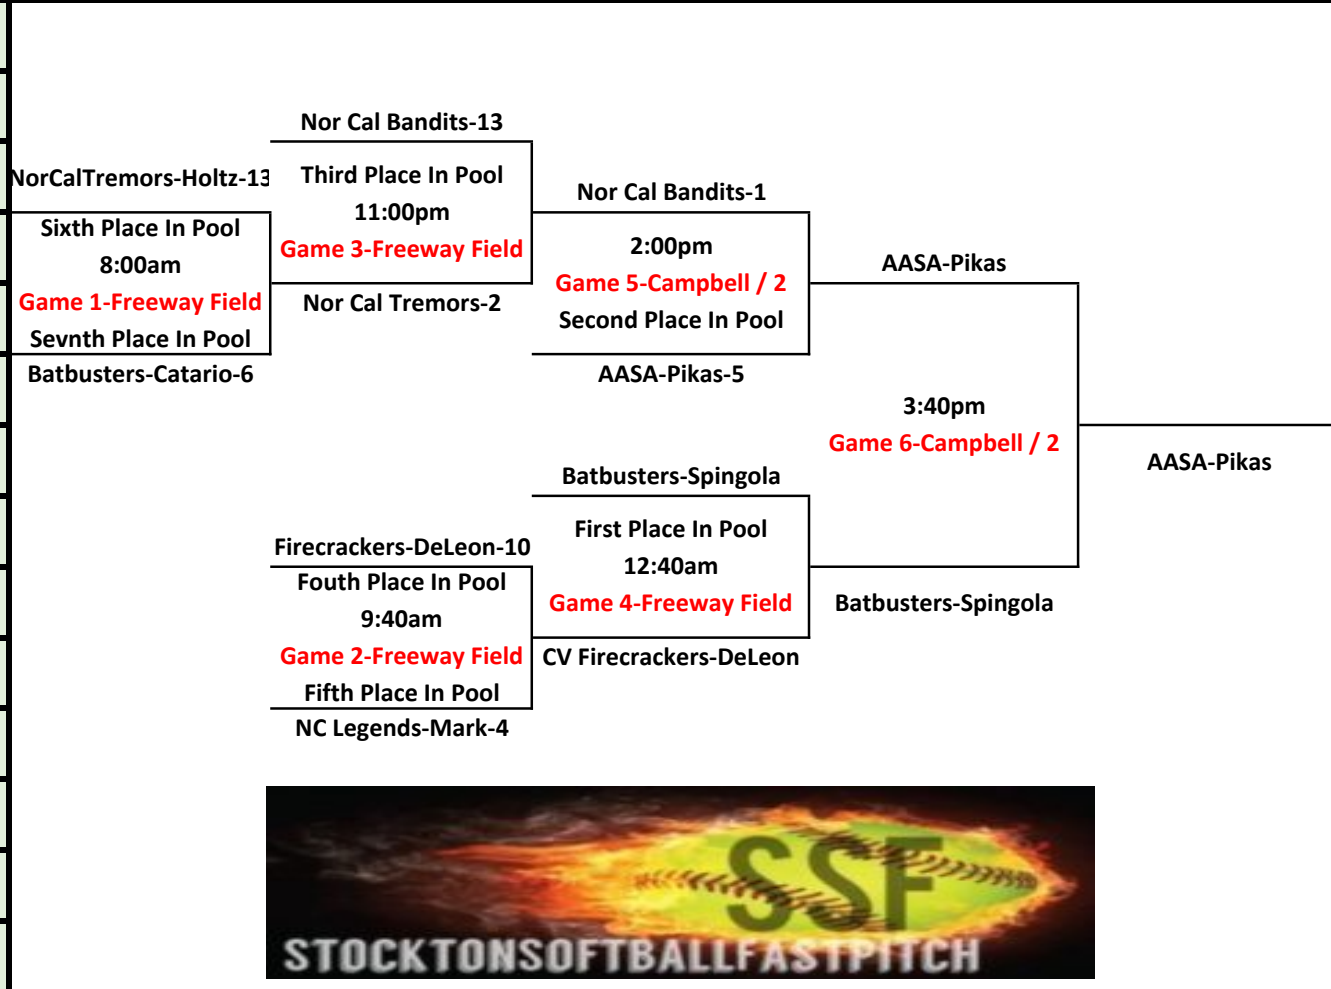 Nor Cal Bandits-13
NorCalTremors-Holtz-13
Third Place In Pool
11:00pm
Game 3-Freeway Field
Nor Cal Tremors-2
Sixth Place In Pool
8:00am
Game 1-Freeway Field
Sevnth Place In Pool
Batbusters-Catario-6
Nor Cal Bandits-1
2:00pm
Game 5-Campbell / 2
Second Place In Pool
AASA-Pikas-5
AASA-Pikas
3:40pm
Game 6-Campbell / 2
AASA-Pikas
Batbusters-Spingola
First Place In Pool
12:40am
Game 4-Freeway Field
CV Firecrackers-DeLeon
Batbusters-Spingola
Firecrackers-DeLeon-10
Fouth Place In Pool
9:40am
Game 2-Freeway Field
Fifth Place In Pool
NC Legends-Mark-4
SSF
STOCKTONSOFTBALLFASTPITCH